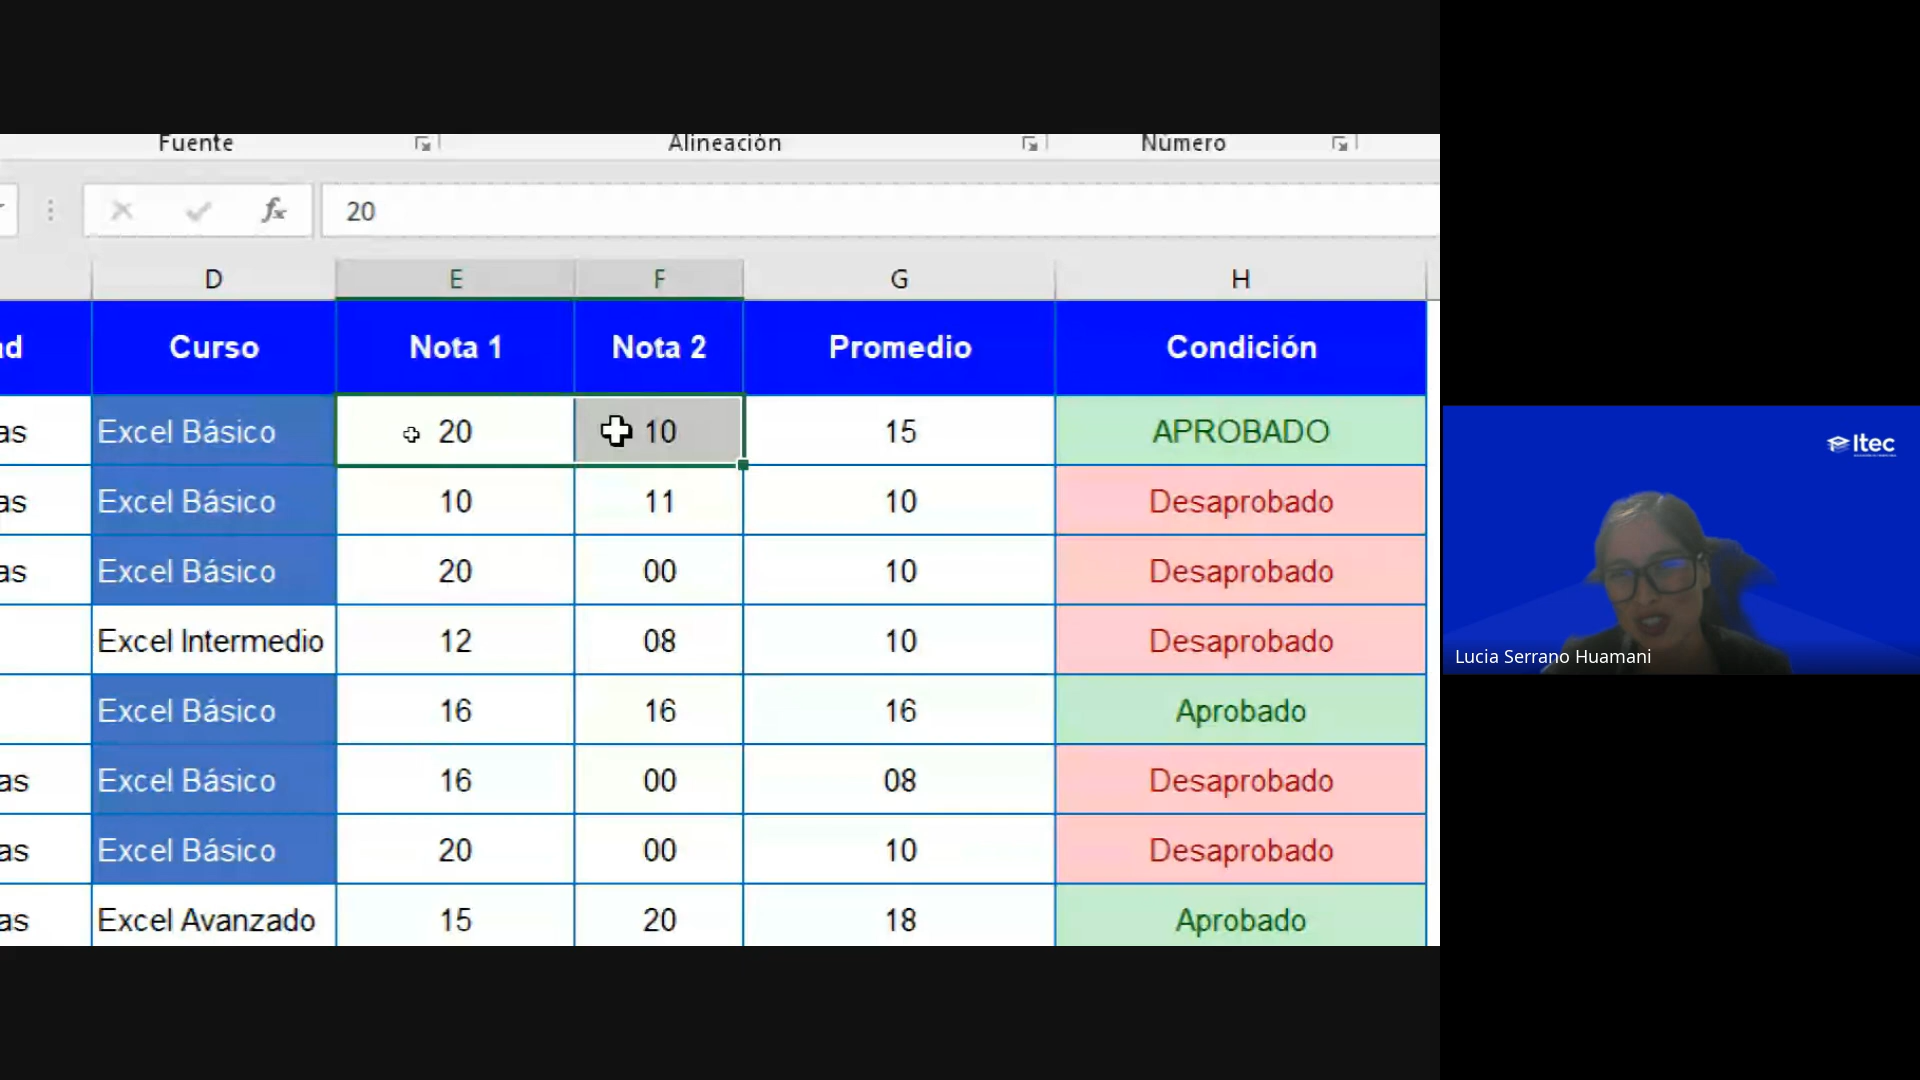 Fuente Alineación Número
fx 20
D E F G H
ad Curso Nota 1 Nota 2 Promedio Condición
as Excel Básico 20 10 15 APROBADO
as Excel Básico 10 11 10 Desaprobado
as Excel Básico 20 00 10 Desaprobado
Excel Intermedio 12 08 10 Desaprobado
Excel Básico 16 16 16 Aprobado
as Excel Básico 16 00 08 Desaprobado
as Excel Básico 20 00 10 Desaprobado
as Excel Avanzado 15 20 18 Aprobado
Itec
Lucia Serrano Huamani